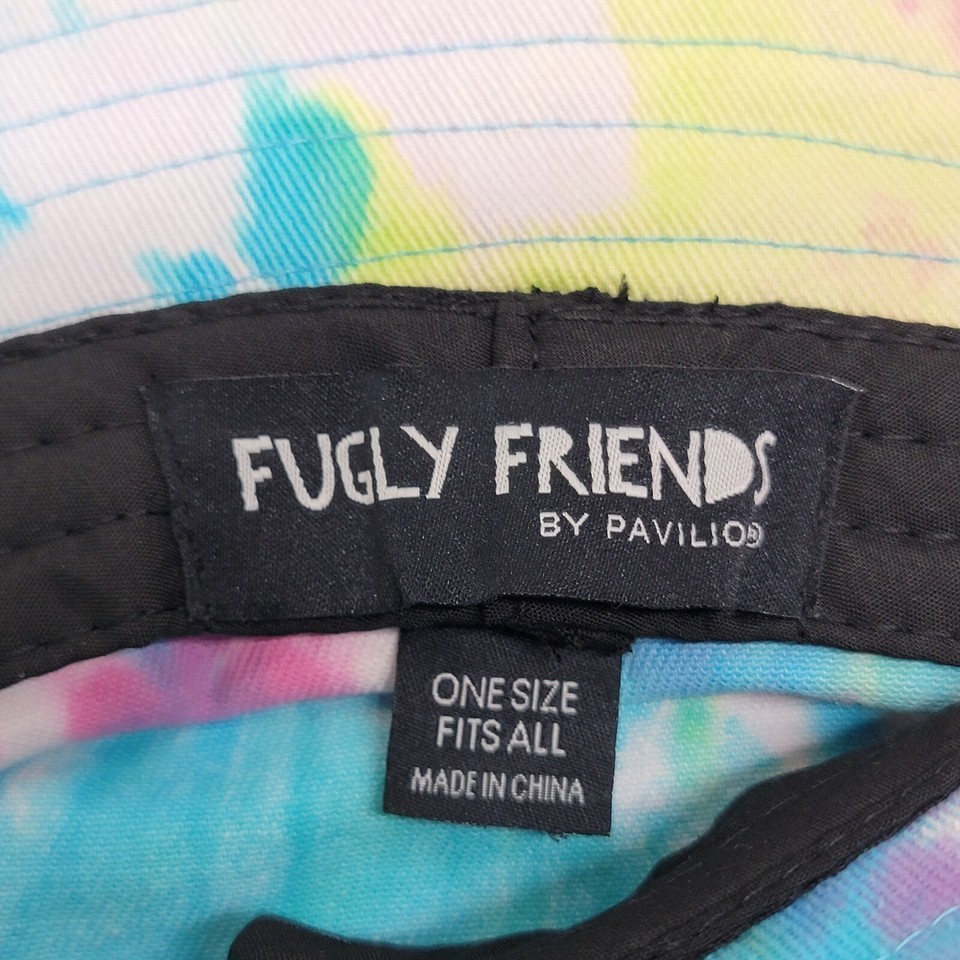 FUGLY FRIENDS
BY PAVILIO®
ONE SIZE
FITS ALL
MADE IN CHINA